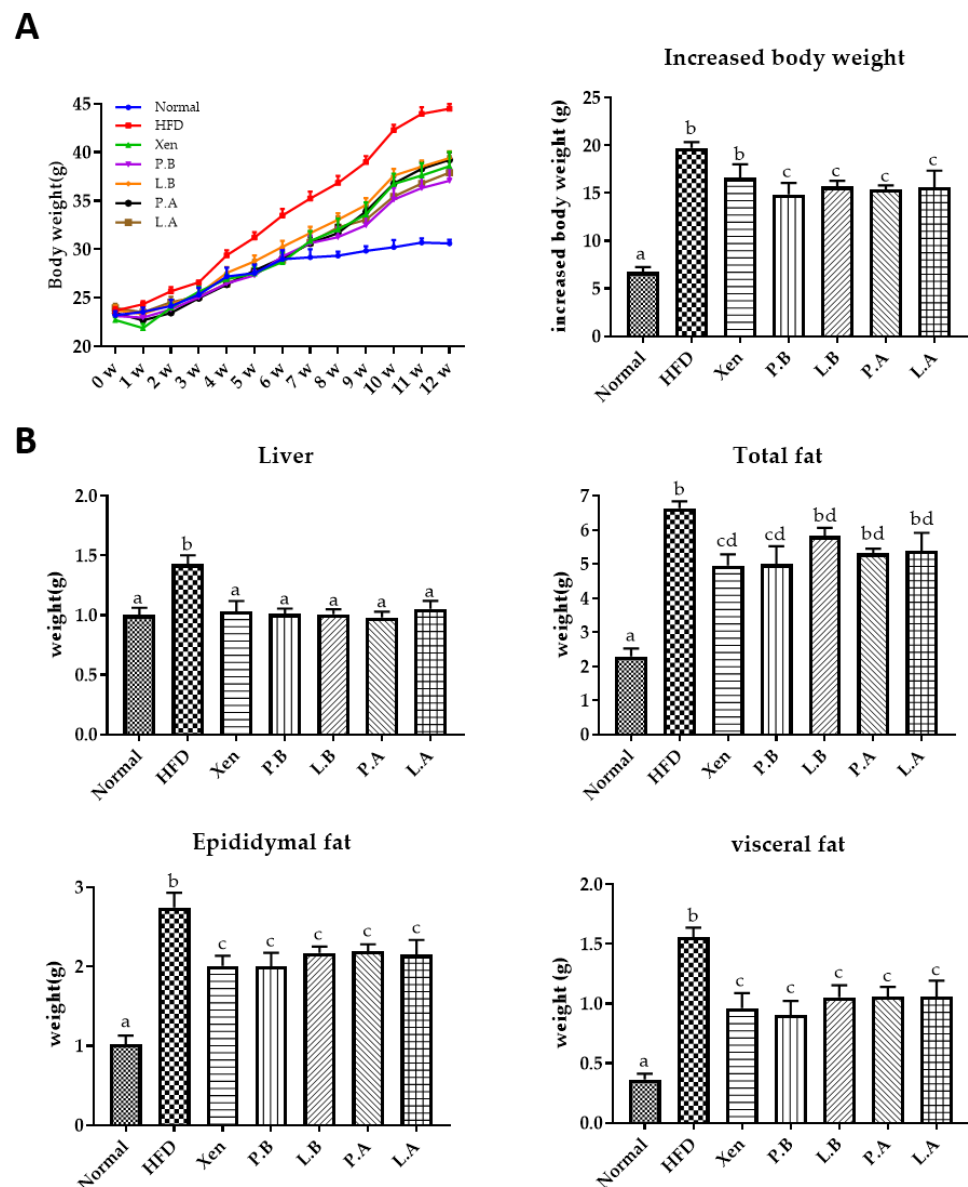 A
Body weight(g)
45
40
35
30
25
20
Normal
HFD
Xen
P.B
L.B
P.A
L.A
0 w
1 w
2 w
3 w
4 w
5 w
6 w
7 w
8 w
9 w
10 w
11 w
12 w
Increased body weight
increased body weight (g)
25
20
15
10
5
0
a
b
b
c
c
c
c
Normal
HFD
Xen
P.B
L.B
P.A
L.A
B
Liver
weight(g)
2.0
1.5
1.0
0.5
0.0
a
b
a
a
a
a
a
Normal
HFD
Xen
P.B
L.B
P.A
L.A
Total fat
weight(g)
7
6
5
4
3
2
1
0
a
b
cd
cd
bd
bd
bd
Normal
HFD
Xen
P.B
L.B
P.A
L.A
Epididymal fat
weight(g)
3
2
1
0
a
b
c
c
c
c
c
Normal
HFD
Xen
P.B
L.B
P.A
L.A
visceral fat
weight (g)
2.0
1.5
1.0
0.5
0.0
a
b
c
c
c
c
c
Normal
HFD
Xen
P.B
L.B
P.A
L.A